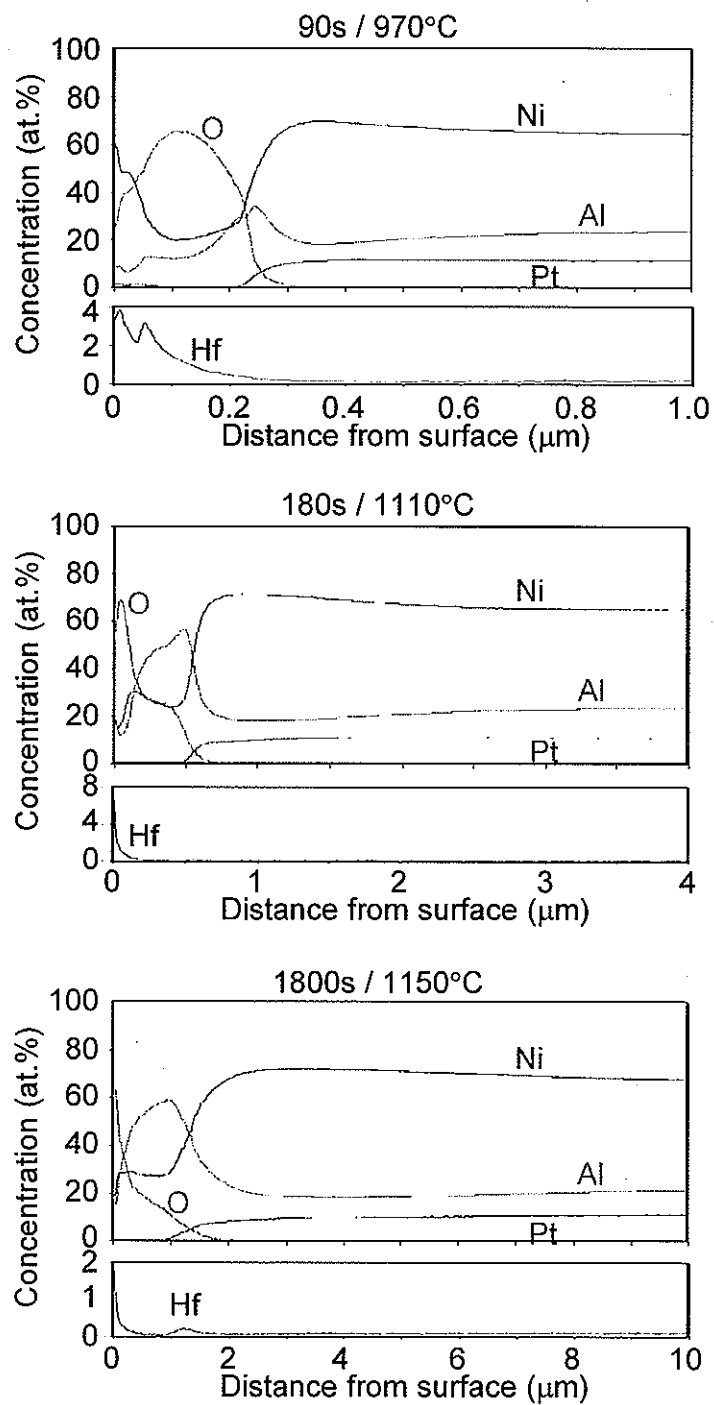 90s / 970°C
100
80
60
40
20
0
Concentration (at.%)
O
Ni
Al
Pt
4
2
0
Hf
0 0.2 0.4 0.6 0.8 1.0
Distance from surface (μm)
180s / 1110°C
100
80
60
40
20
0
Concentration (at.%)
O
Ni
Al
Pt
8
4
0
Hf
0 1 2 3 4
Distance from surface (μm)
1800s / 1150°C
100
80
60
40
20
0
Concentration (at.%)
Ni
Al
O
Pt
2
1
0
Hf
0 2 4 6 8 10
Distance from surface (μm)